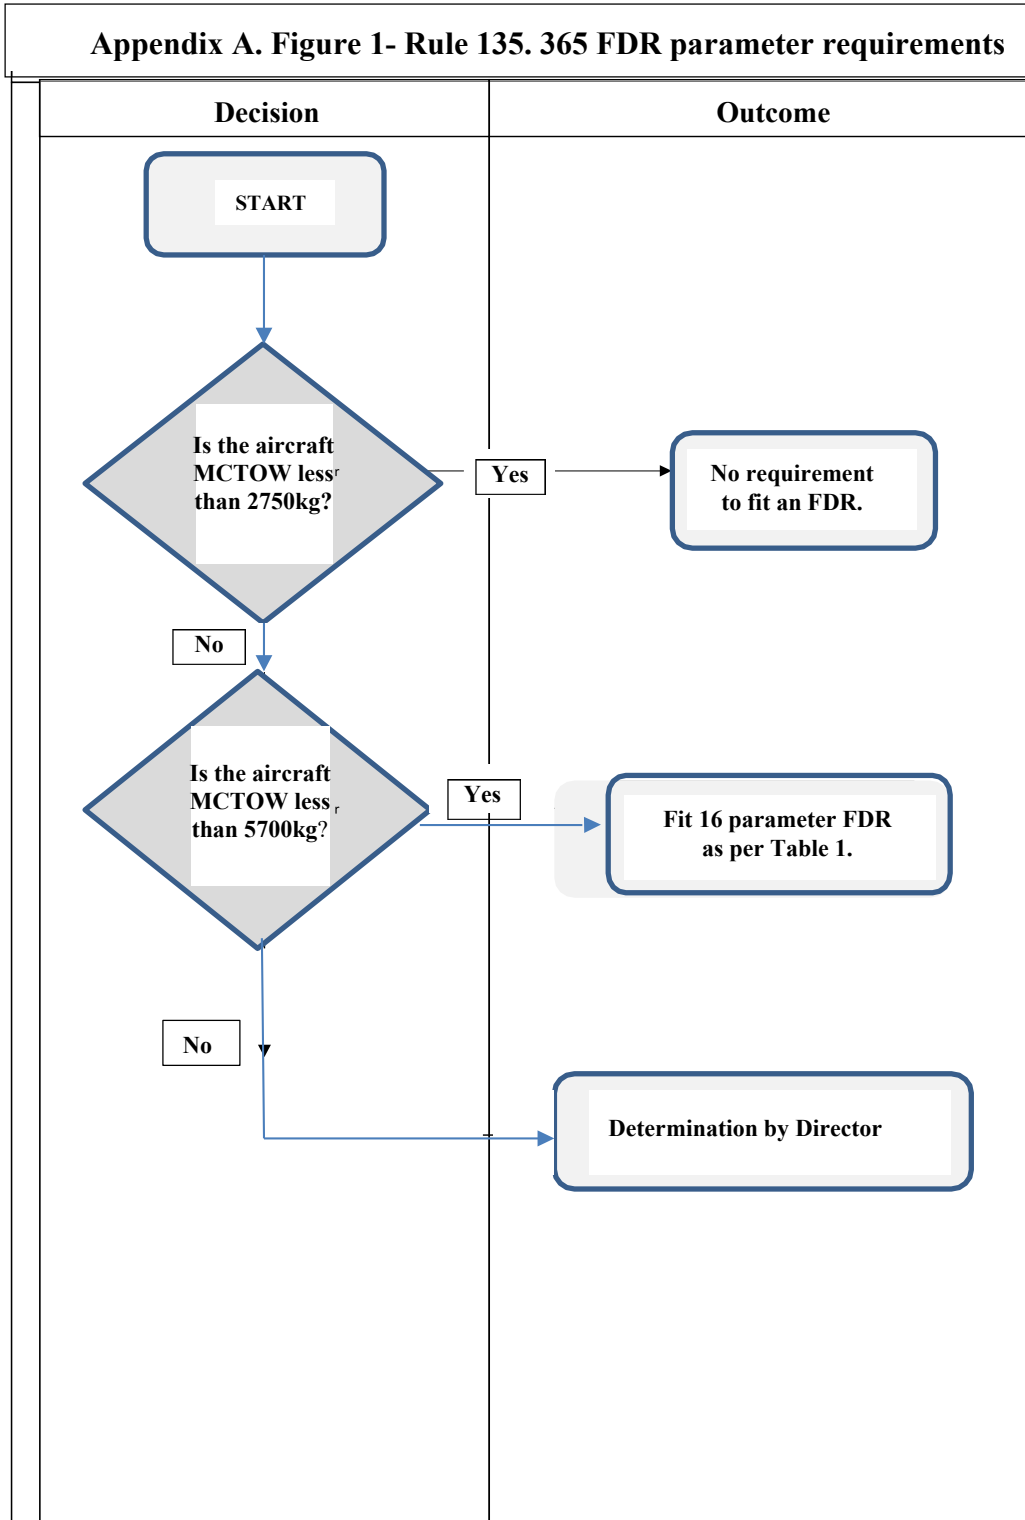 Appendix A. Figure 1- Rule 135. 365 FDR parameter requirements
Decision
Outcome
START
Is the aircraft
MCTOW less
than 2750kg?
Yes
No requirement
to fit an FDR.
No
Is the aircraft
MCTOW less
than 5700kg?
Yes
Fit 16 parameter FDR
as per Table 1.
No
Determination by Director